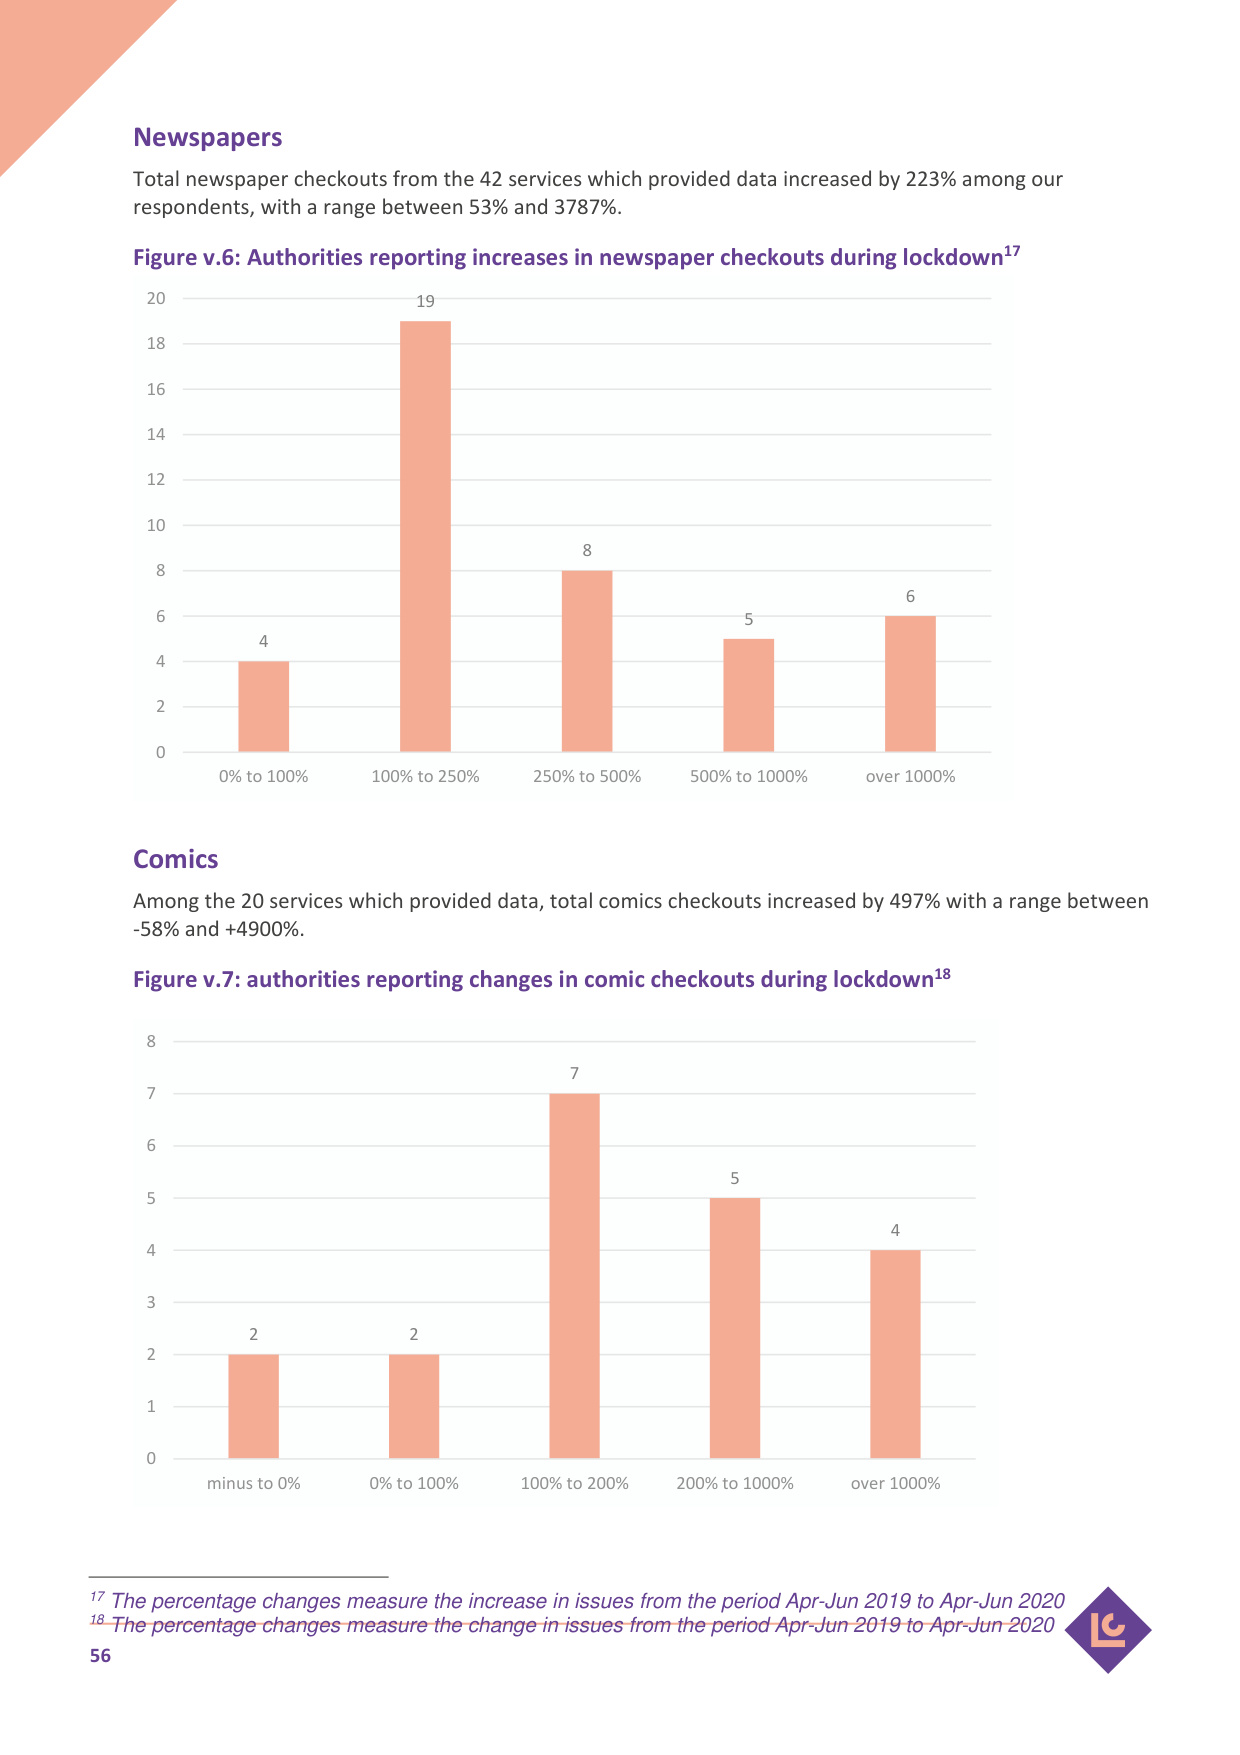 Newspapers
Total newspaper checkouts from the 42 services which provided data increased by 223% among our
respondents, with a range between 53% and 3787%.
Figure v.6: Authorities reporting increases in newspaper checkouts during lockdown17
20
18
16
14
12
10
8
6
4
2
0
4
19
8
5
6
0% to 100%
100% to 250%
250% to 500%
500% to 1000%
over 1000%
Comics
Among the 20 services which provided data, total comics checkouts increased by 497% with a range between
-58% and +4900%.
Figure v.7: authorities reporting changes in comic checkouts during lockdown18
8
7
6
5
4
3
2
1
0
2
2
7
5
4
minus to 0%
0% to 100%
100% to 200%
200% to 1000%
over 1000%
17 The percentage changes measure the increase in issues from the period Apr-Jun 2019 to Apr-Jun 2020
18 The percentage changes measure the change in issues from the period Apr-Jun 2019 to Apr-Jun 2020
56
LC